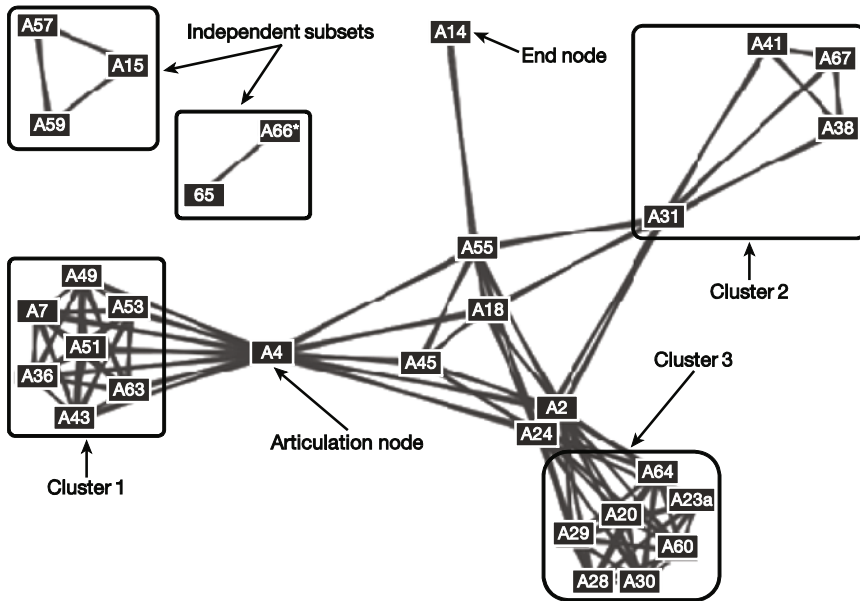 A57
A15
A59
Independent subsets
A66*
65
A14
End node
A41
A67
A38
A31
Cluster 2
A55
A18
A45
A4
Articulation node
A49
A7
A53
A51
A36
A63
A43
Cluster 1
A2
A24
Cluster 3
A64
A23a
A20
A29
A60
A28
A30